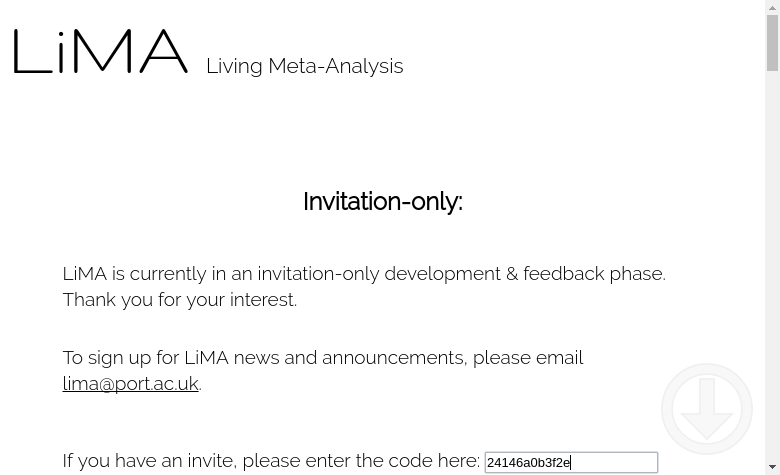 LiMA Living Meta-Analysis
Invitation-only:
LiMA is currently in an invitation-only development & feedback phase.
Thank you for your interest.
To sign up for LiMA news and announcements, please email
lima@port.ac.uk.
If you have an invite, please enter the code here: 24146a0b3f2e